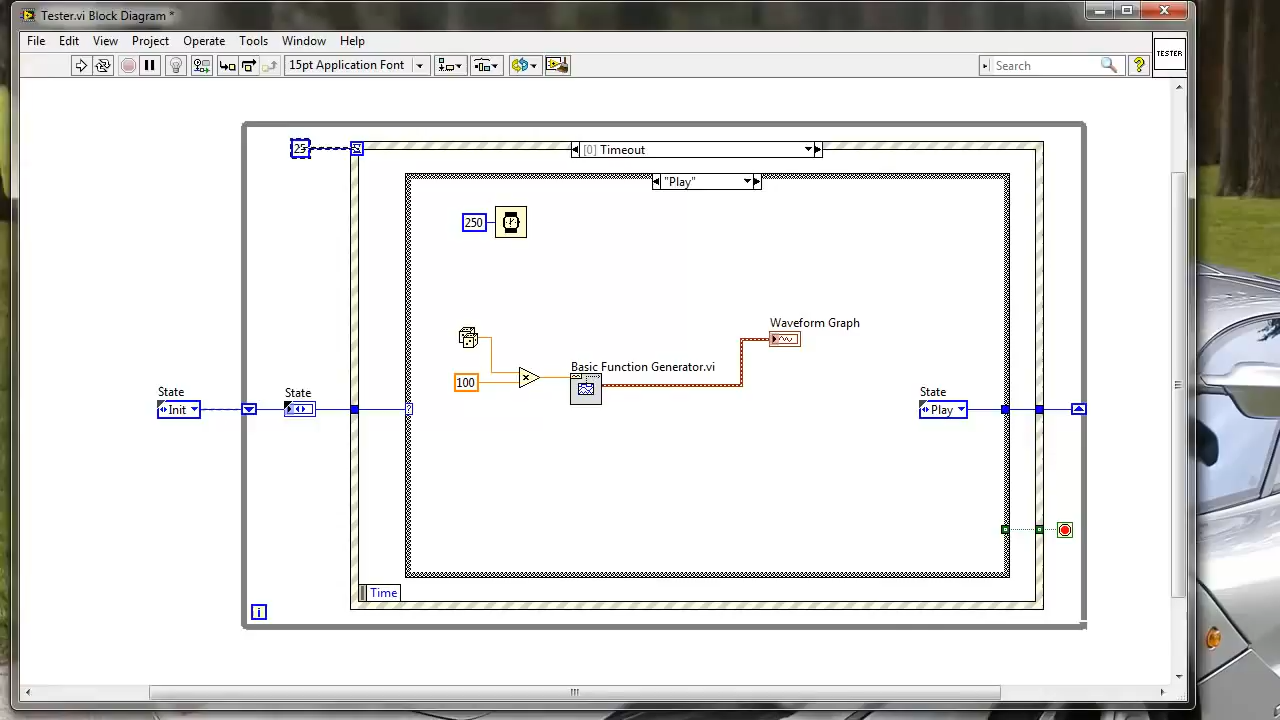 Tester.vi Block Diagram *
File Edit View Project Operate Tools Window Help
15pt Application Font
Search
?
TESTER
25
[0] Timeout
"Play"
250
Waveform Graph
Basic Function Generator.vi
100
State
Init
State
State
Play
?
Time
i